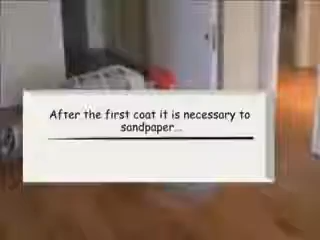 After the first coat it is necessary to
sandpaper...